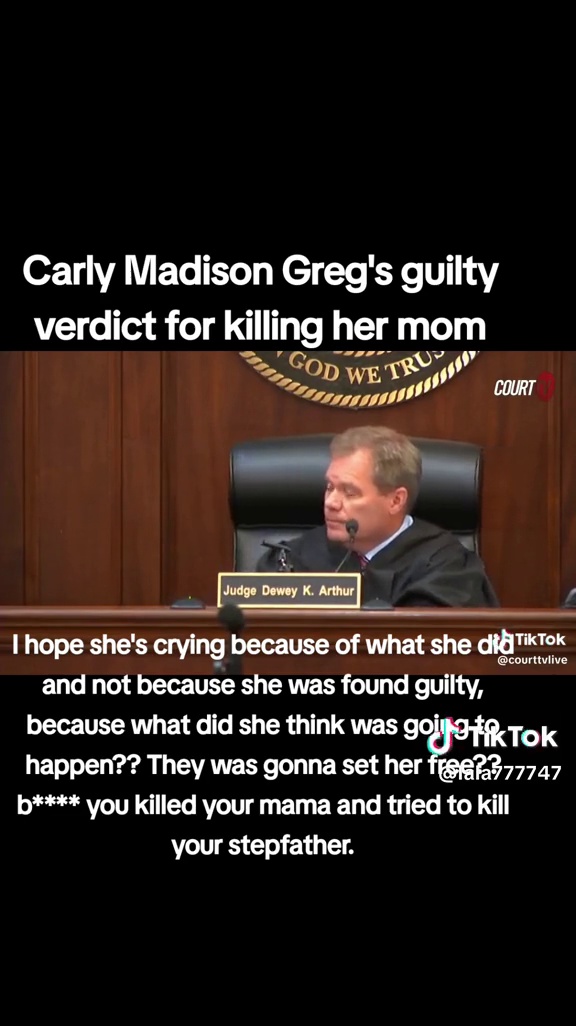 Carly Madison Greg's guilty
verdict for killing her mom
N GOD WE TRUS
COURT
Judge Dewey K. Arthur
I hope she's crying because of what she did
TikTok
@courttvlive
and not because she was found guilty,
because what did she think was going to
TikTok
happen?? They was gonna set her free??
@lala777747
b**** you killed your mama and tried to kill
your stepfather.